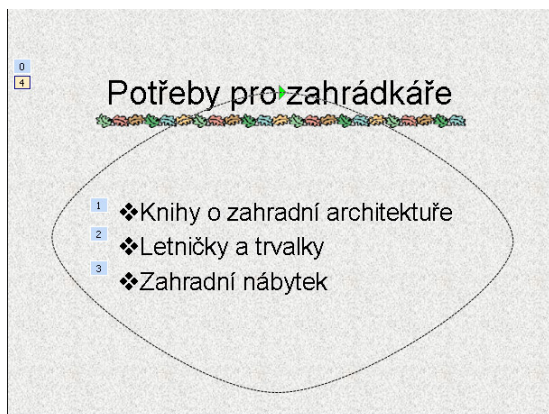 0
4
Potřeby pro zahrádkáře
1 ❖Knihy o zahradní architektuře
2 ❖Letničky a trvalky
3 ❖Zahradní nábytek